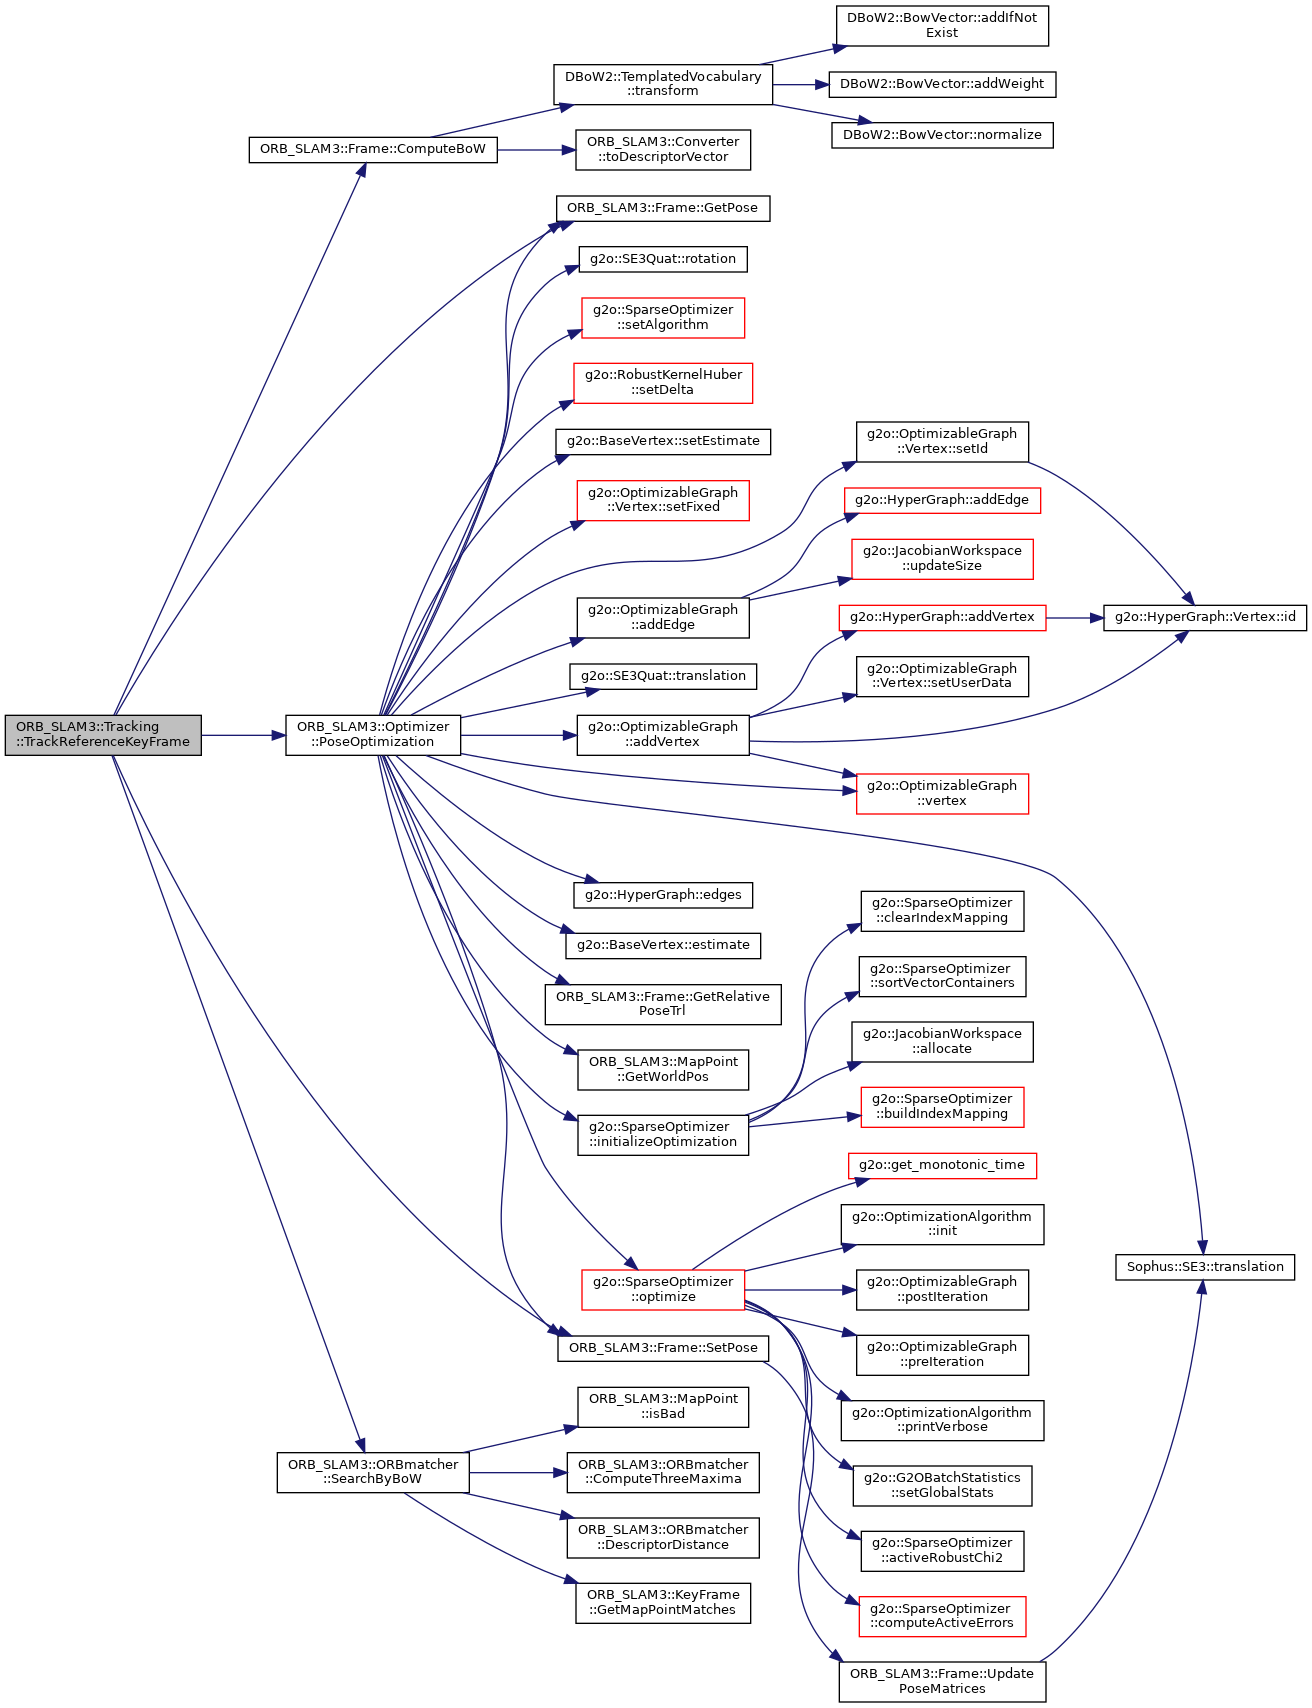 DBoW2::BowVector::addIfNot
Exist
DBoW2::TemplatedVocabulary
::transform
DBoW2::BowVector::addWeight
DBoW2::BowVector::normalize
ORB_SLAM3::Frame::ComputeBoW
ORB_SLAM3::Converter
::toDescriptorVector
ORB_SLAM3::Frame::GetPose
g2o::SE3Quat::rotation
g2o::SparseOptimizer
::setAlgorithm
g2o::RobustKernelHuber
::setDelta
g2o::BaseVertex::setEstimate
g2o::OptimizableGraph
::Vertex::setId
g2o::OptimizableGraph
::Vertex::setFixed
g2o::HyperGraph::addEdge
g2o::JacobianWorkspace
::updateSize
g2o::OptimizableGraph
::addEdge
g2o::HyperGraph::addVertex
g2o::HyperGraph::Vertex::id
g2o::SE3Quat::translation
g2o::OptimizableGraph
::Vertex::setUserData
ORB_SLAM3::Tracking
::TrackReferenceKeyFrame
ORB_SLAM3::Optimizer
::PoseOptimization
g2o::OptimizableGraph
::addVertex
g2o::OptimizableGraph
::vertex
g2o::HyperGraph::edges
g2o::SparseOptimizer
::clearIndexMapping
g2o::BaseVertex::estimate
g2o::SparseOptimizer
::sortVectorContainers
ORB_SLAM3::Frame::GetRelative
PoseTrl
g2o::JacobianWorkspace
::allocate
ORB_SLAM3::MapPoint
::GetWorldPos
g2o::SparseOptimizer
::buildIndexMapping
g2o::SparseOptimizer
::initializeOptimization
g2o::get_monotonic_time
g2o::OptimizationAlgorithm
::init
Sophus::SE3::translation
g2o::SparseOptimizer
::optimize
g2o::OptimizableGraph
::postIteration
ORB_SLAM3::Frame::SetPose
g2o::OptimizableGraph
::preIteration
ORB_SLAM3::MapPoint
::isBad
g2o::OptimizationAlgorithm
::printVerbose
ORB_SLAM3::ORBmatcher
::SearchByBoW
ORB_SLAM3::ORBmatcher
::ComputeThreeMaxima
g2o::G2OBatchStatistics
::setGlobalStats
ORB_SLAM3::ORBmatcher
::DescriptorDistance
g2o::SparseOptimizer
::activeRobustChi2
ORB_SLAM3::KeyFrame
::GetMapPointMatches
g2o::SparseOptimizer
::computeActiveErrors
ORB_SLAM3::Frame::Update
PoseMatrices